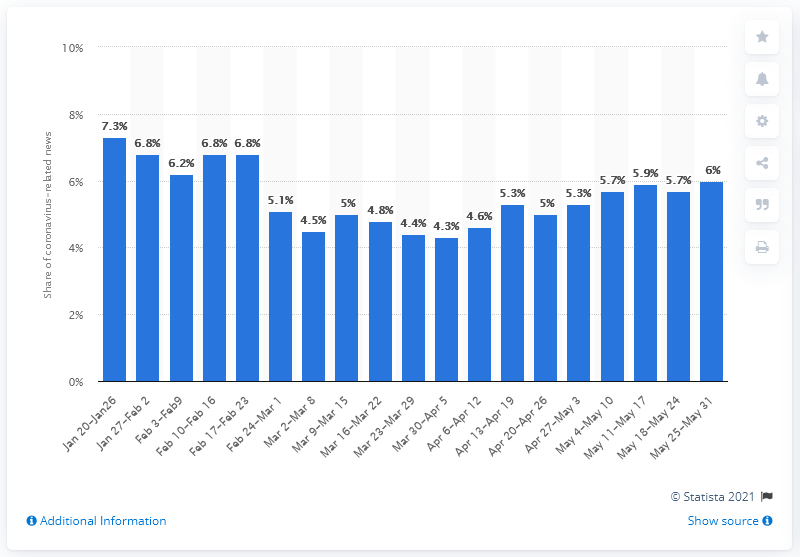 10%
8%
6%
4%
2%
0%
Share of coronavirus-related news
7.3%
6.8%
6.2%
6.8%
6.8%
5.1%
4.5%
5%
4.8%
4.4%
4.3%
4.6%
5.3%
5%
5.3%
5.7%
5.9%
5.7%
6%
Jan 20-Jan26
Jan 27-Feb 2
Feb 3-Feb9
Feb 10-Feb 16
Feb 17-Feb 23
Feb 24-Mar 1
Mar 2-Mar 8
Mar 9-Mar 15
Mar 16-Mar 22
Mar 23-Mar 29
Mar 30-Apr 5
Apr 6-Apr 12
Apr 13-Apr 19
Apr 20-Apr 26
Apr 27-May 3
May 4-May 10
May 11-May 17
May 18-May 24
May 25-May 31
© Statista 2021
Additional Information
Show source